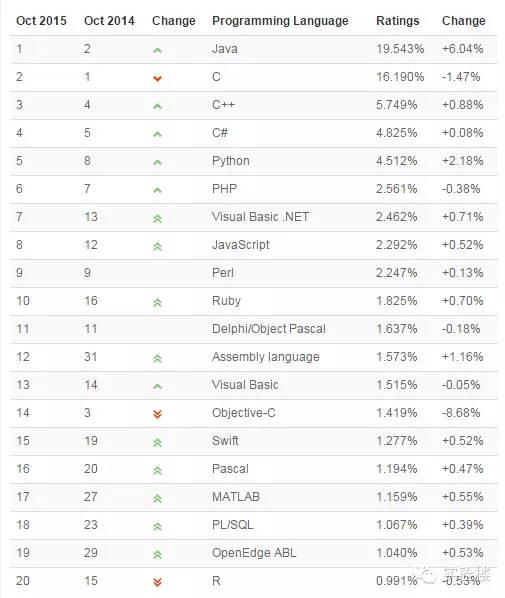 Oct 2015 Oct 2014 Change Programming Language Ratings Change
1 2 Java 19.543% +6.04%
2 1 C 16.190% -1.47%
3 4 C++ 5.749% +0.88%
4 5 C# 4.825% +0.08%
5 8 Python 4.512% +2.18%
6 7 PHP 2.561% -0.38%
7 13 Visual Basic .NET 2.462% +0.71%
8 12 JavaScript 2.292% +0.52%
9 9 Perl 2.247% +0.13%
10 16 Ruby 1.825% +0.70%
11 11 Delphi/Object Pascal 1.637% -0.18%
12 31 Assembly language 1.573% +1.16%
13 14 Visual Basic 1.515% -0.05%
14 3 Objective-C 1.419% -8.68%
15 19 Swift 1.277% +0.52%
16 20 Pascal 1.194% +0.47%
17 27 MATLAB 1.159% +0.55%
18 23 PL/SQL 1.067% +0.39%
19 29 OpenEdge ABL 1.040% +0.53%
20 15 R 0.991% -0.53%
实验楼